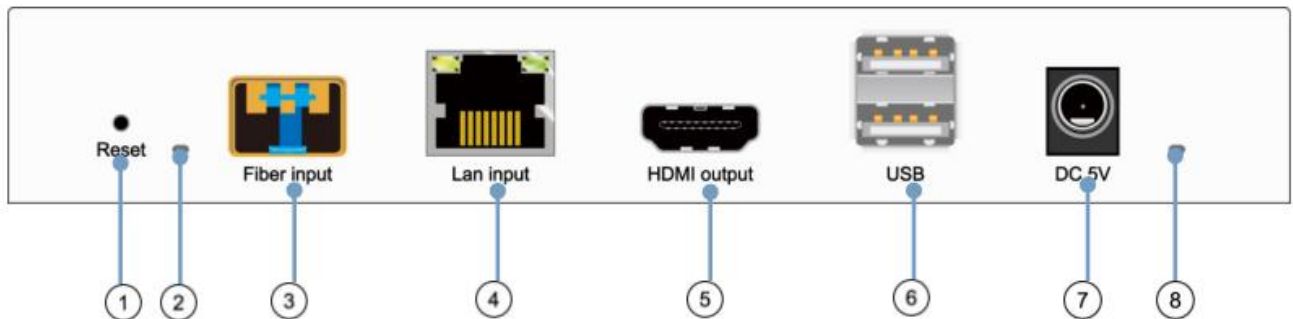 Reset
Fiber input
Lan input
HDMI output
USB
DC 5V
1
2
3
4
5
6
7
8